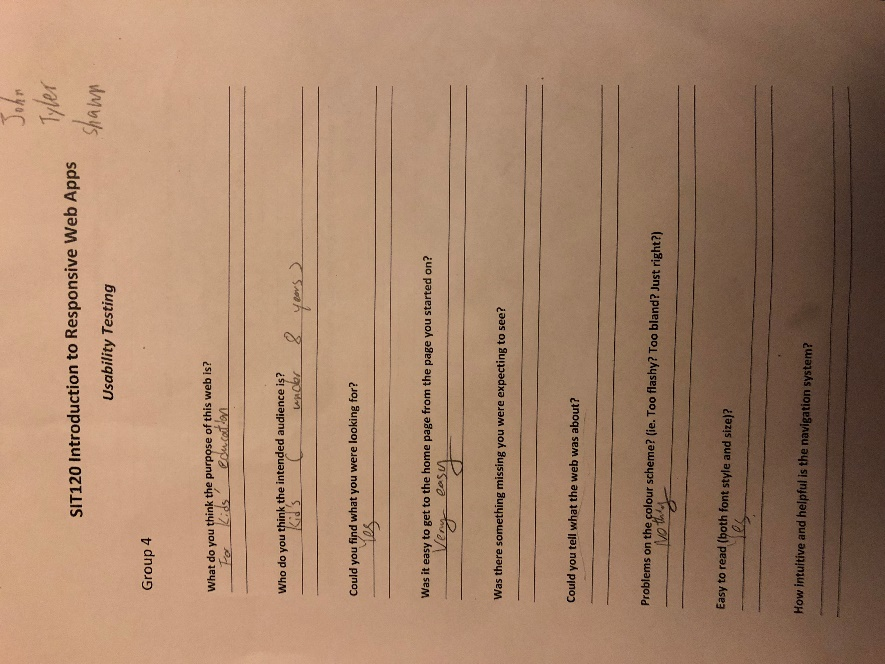 John
Tyler
shawn
SIT120 Introduction to Responsive Web Apps
Usability Testing
Group 4
What do you think the purpose of this web is?
For kids' education
Who do you think the intended audience is?
Kid's ( under 8 years )
Could you find what you were looking for?
Yes
Was it easy to get to the home page from the page you started on?
Very easy
Was there something missing you were expecting to see?
Could you tell what the web was about?
Problems on the colour scheme? (ie. Too flashy? Too bland? Just right?)
Nothing
Easy to read (both font style and size)?
Yes
How intuitive and helpful is the navigation system?